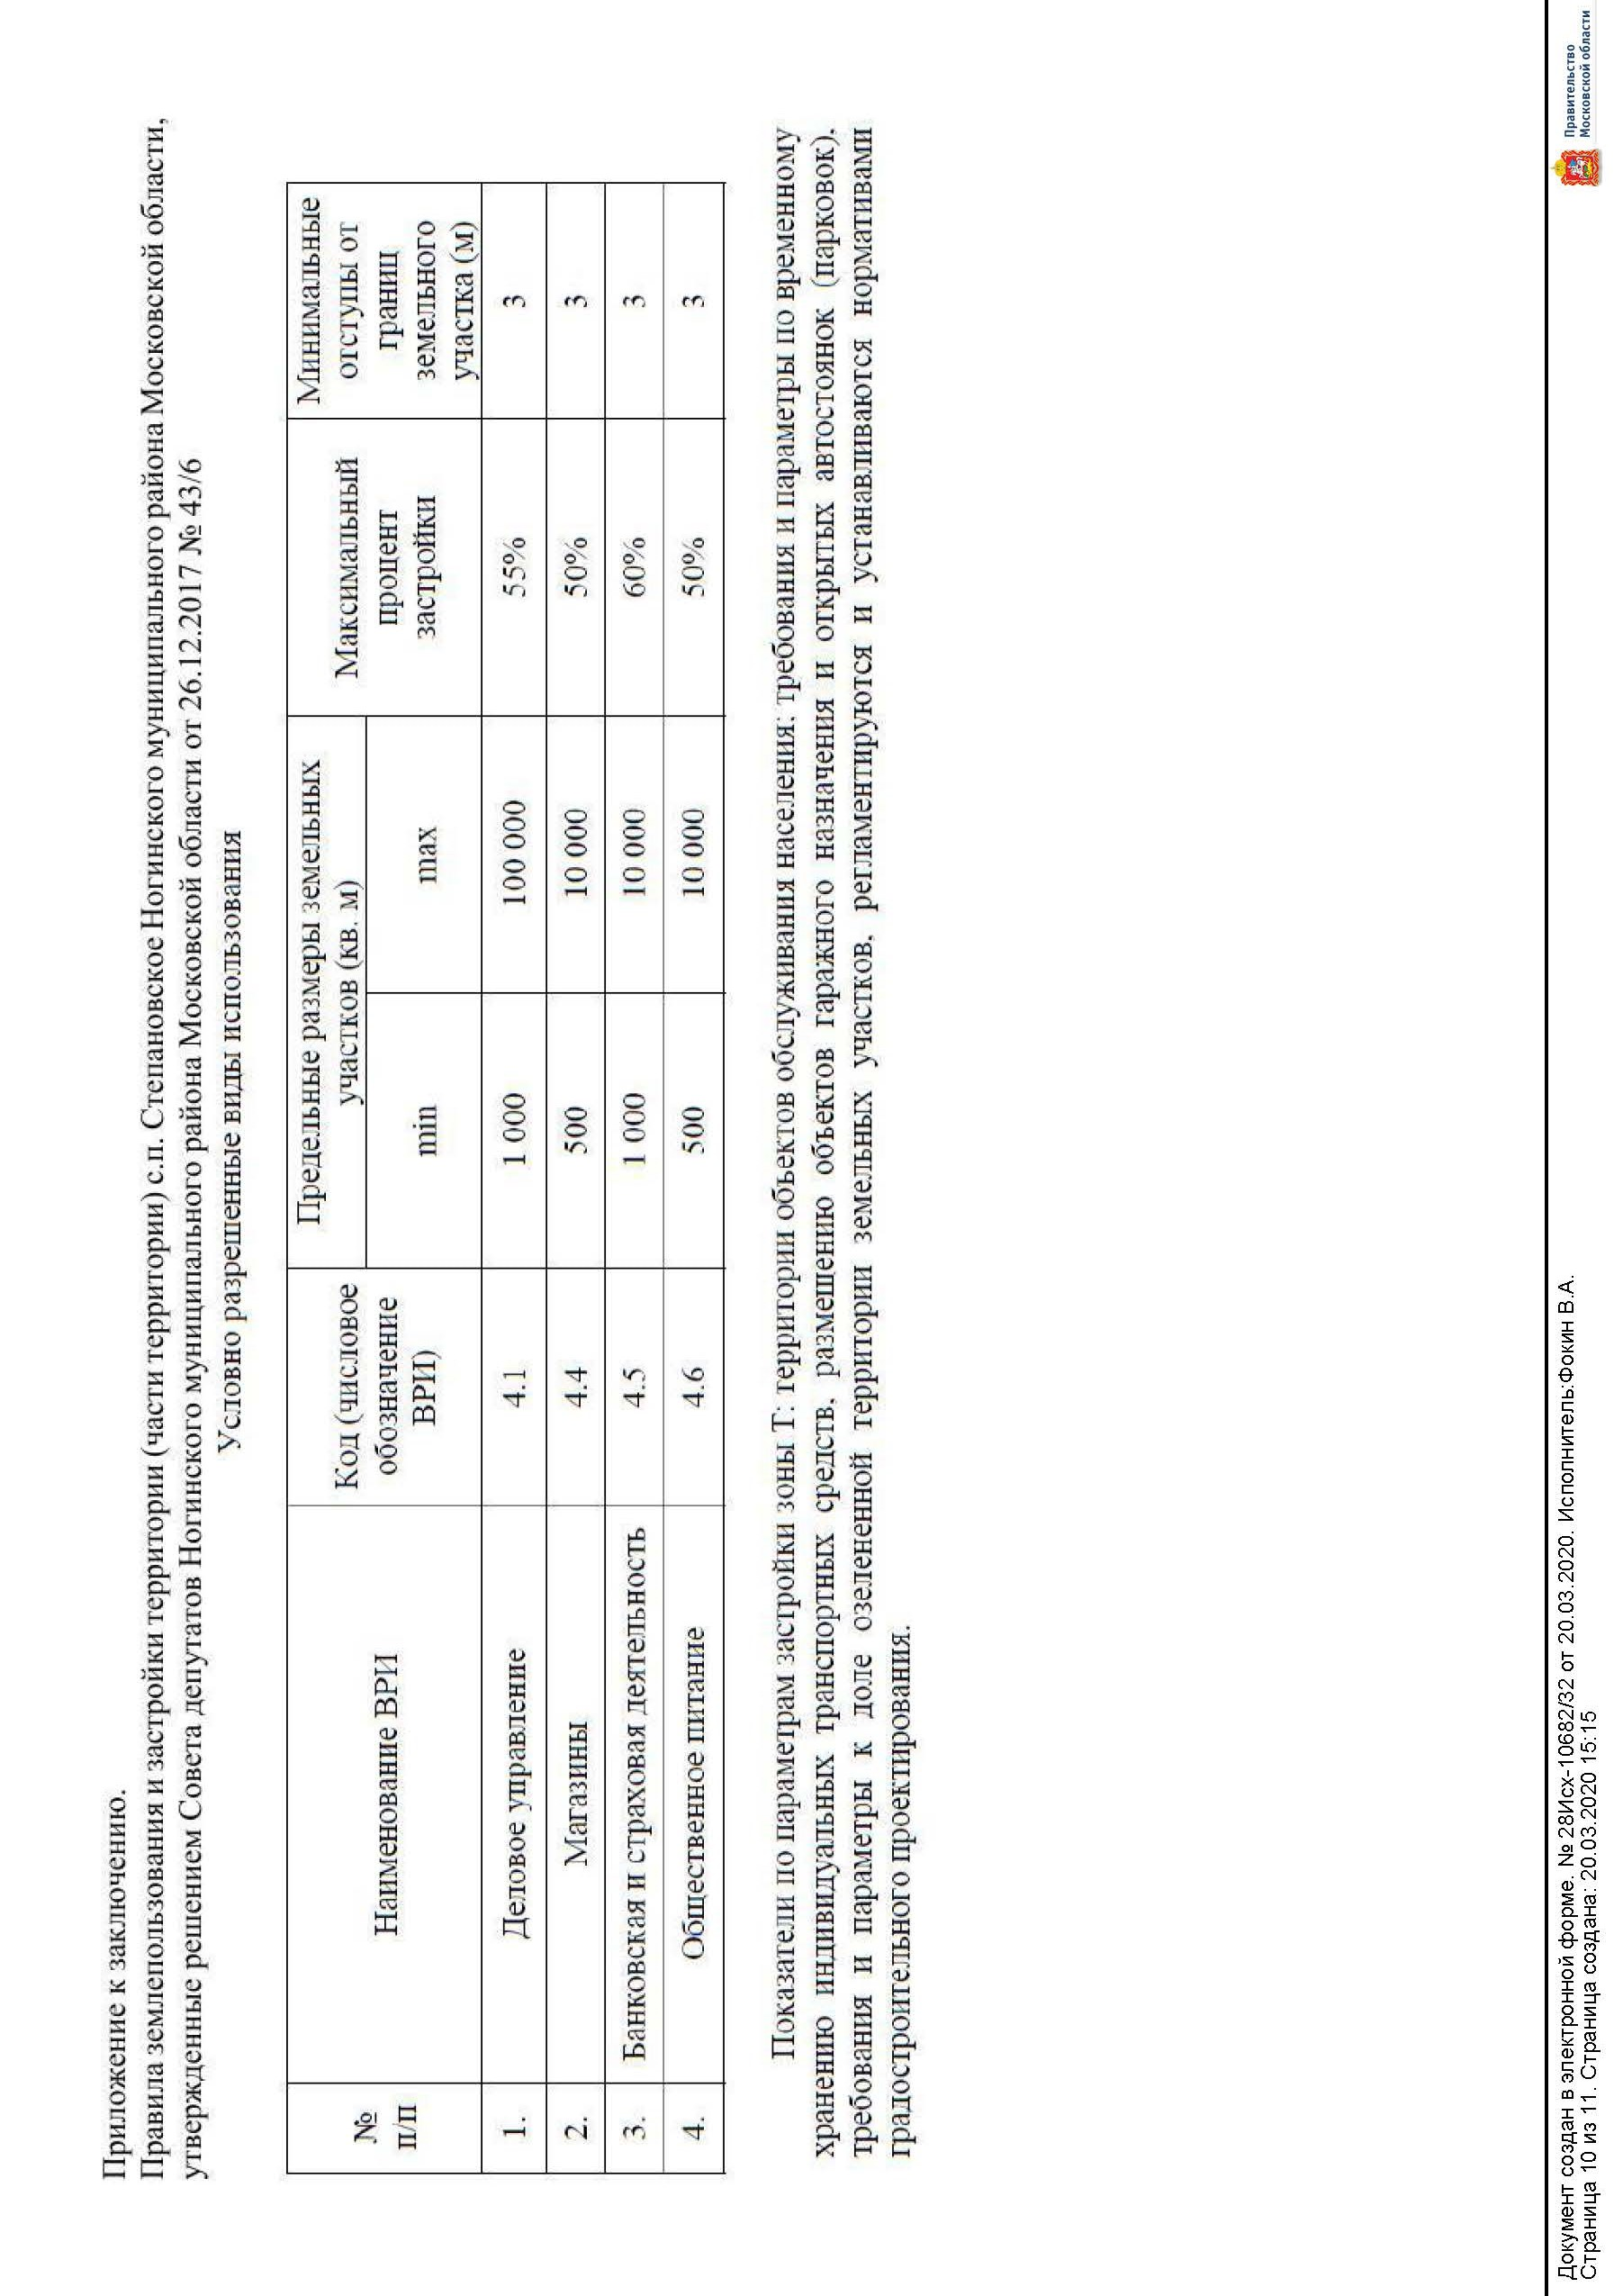 Приложение к заключению.
Правила землепользования и застройки территории (части территории) с.п. Степановское Ногинского муниципального района Московской области,
утвержденные решением Совета депутатов Ногинского муниципального района Московской области от 26.12.2017 № 43/6
Условно разрешенные виды использования
№ п/п
Наименование ВРИ
Код (числовое
обозначение
ВРИ)
Предельные размеры земельных
участков (кв. м)
min
max
Максимальный
процент
застройки
Минимальные
отступы от
границ
земельного
участка (м)
1. Деловое управление 4.1 1 000 100 000 55% 3
2. Магазины 4.4 500 10 000 50% 3
3. Банковская и страховая деятельность 4.5 1 000 10 000 60% 3
4. Общественное питание 4.6 500 10 000 50% 3
Показатели по параметрам застройки зоны Т: территории объектов обслуживания населения: требования и параметры по временному
хранению индивидуальных транспортных средств, размещению объектов гаражного назначения и открытых автостоянок (парковок),
требования и параметры к доле озелененной территории земельных участков, регламентируются и устанавливаются нормативами
градостроительного проектирования.
Документ создан в электронной форме. № 28Исх-10682/32 от 20.03.2020. Исполнитель:Фокин В.А.
Страница 10 из 11. Страница создана: 20.03.2020 15:15
Правительство
Московской области